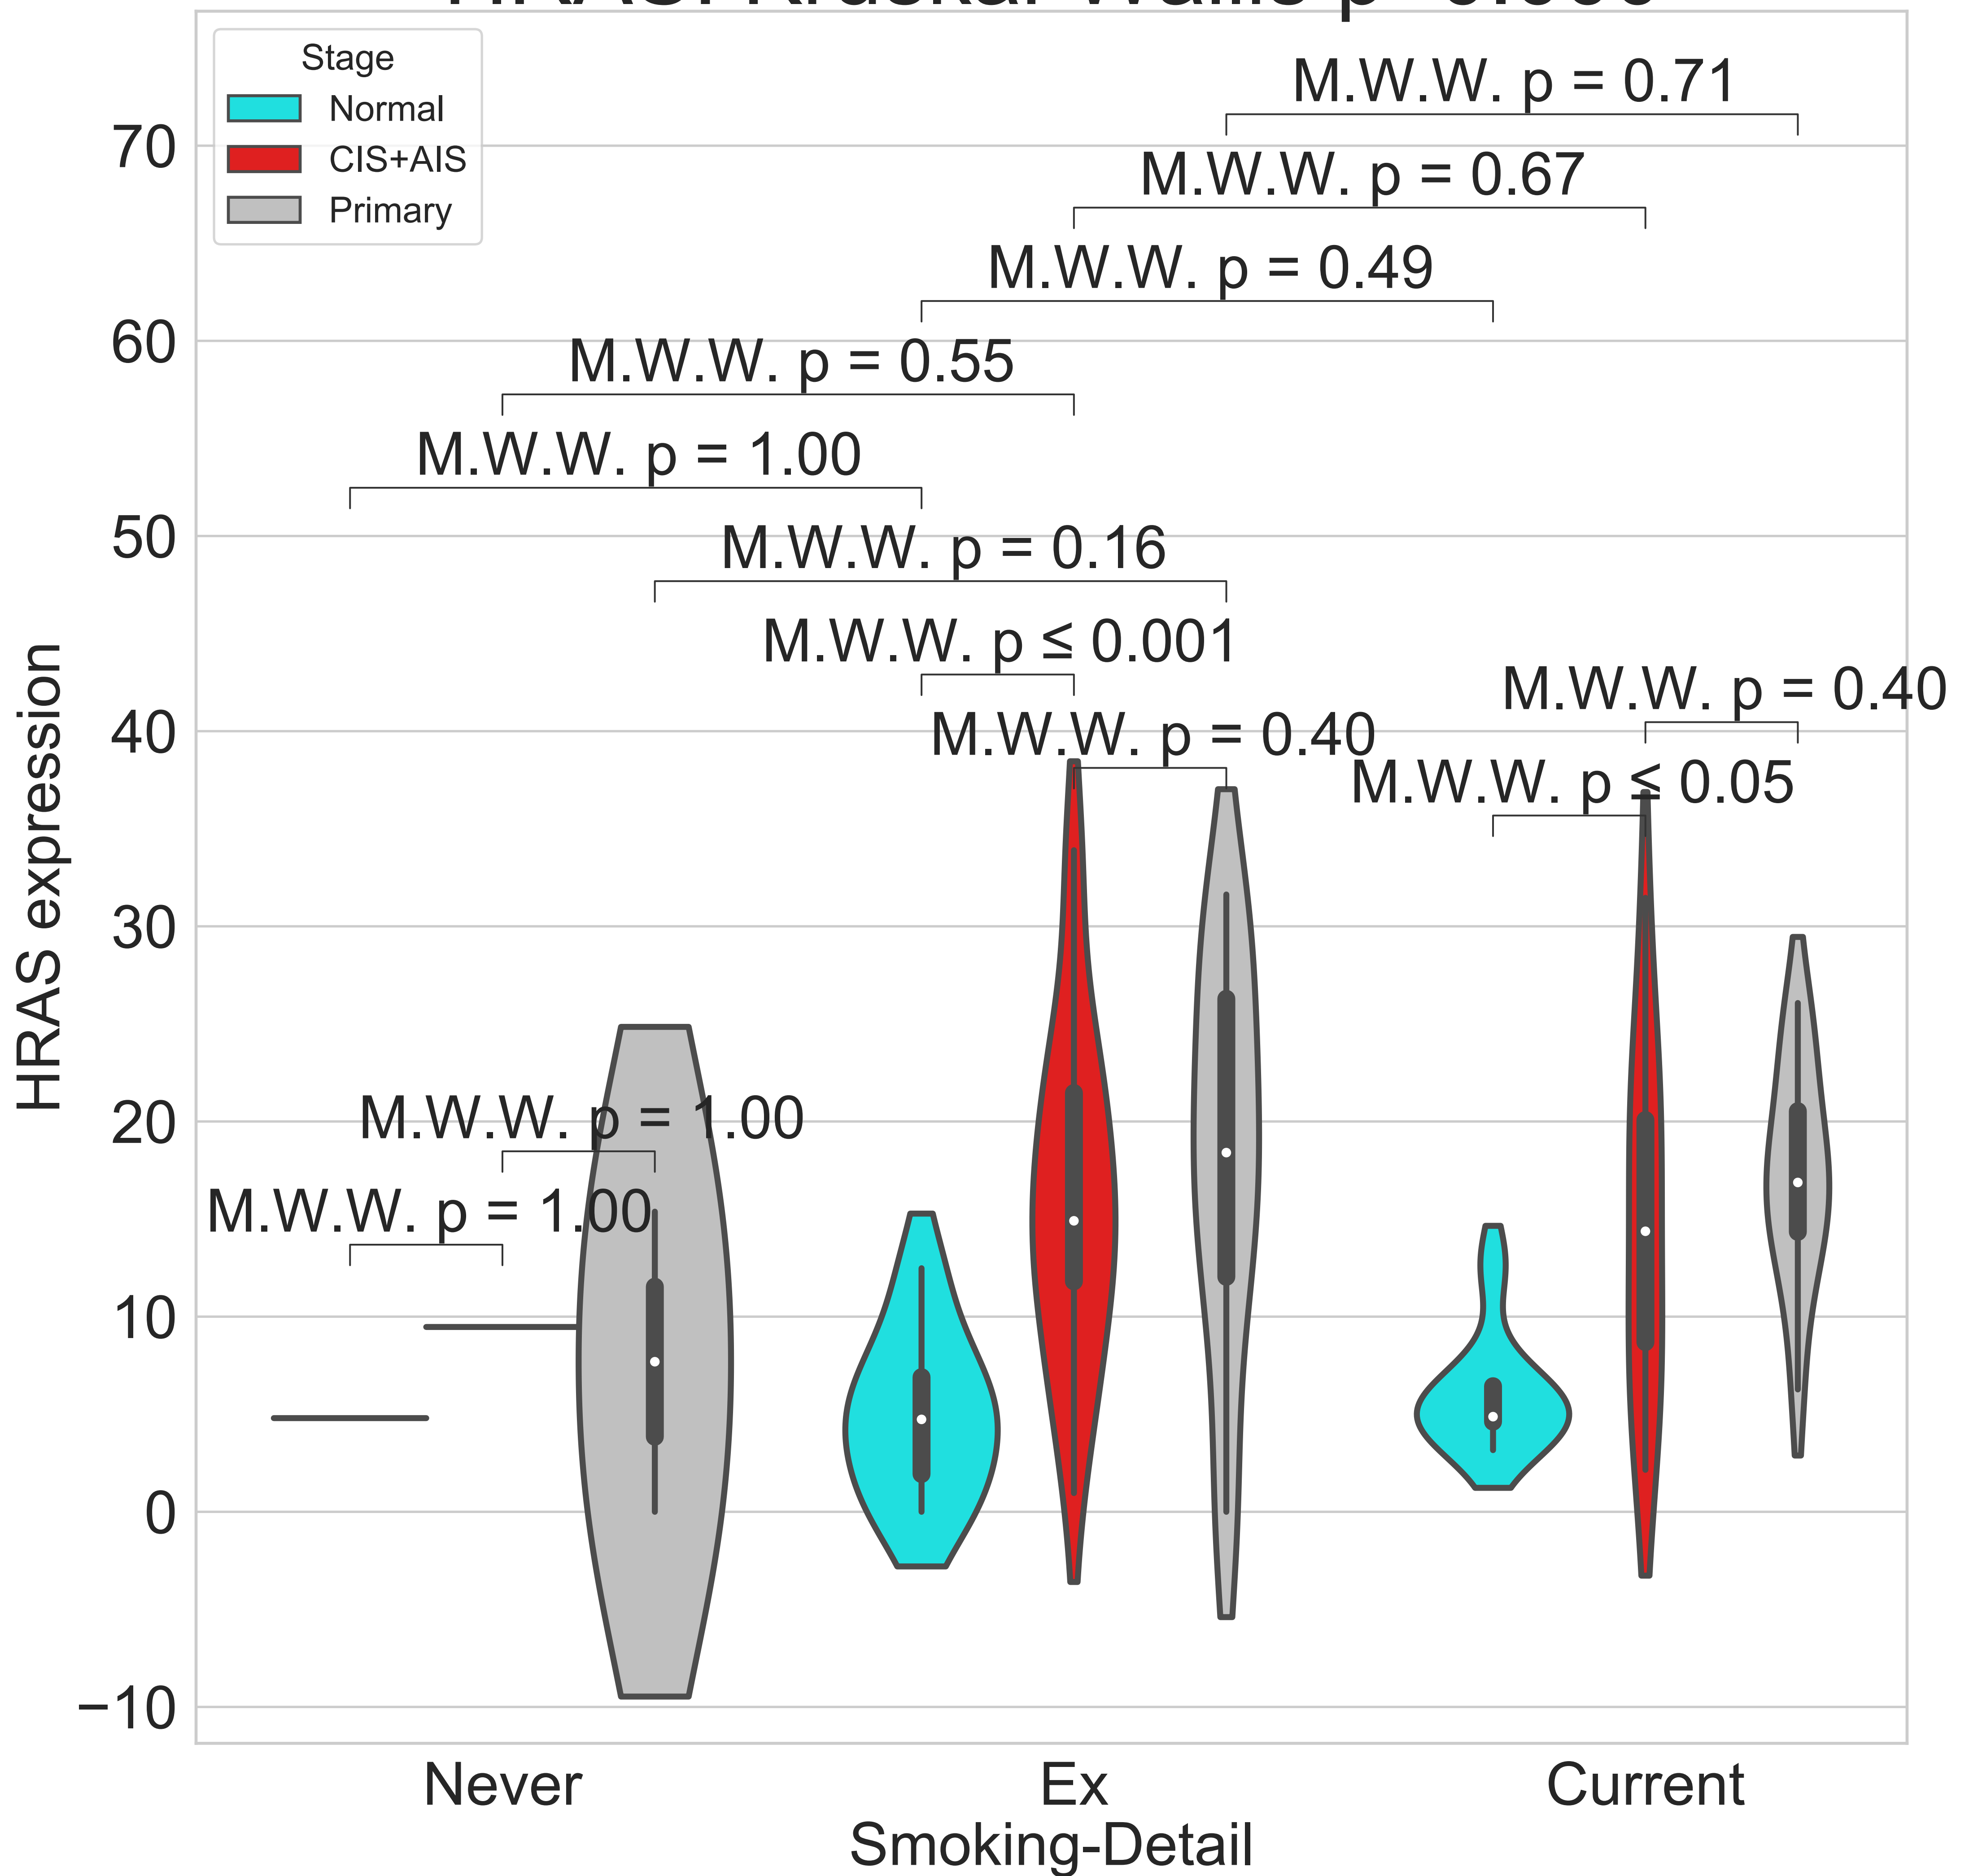 Stage
Normal
CIS+AIS
Primary
M.W.W. p = 0.71
M.W.W. p = 0.67
M.W.W. p = 0.49
M.W.W. p = 0.55
M.W.W. p = 1.00
M.W.W. p = 0.16
M.W.W. p ≤ 0.001
M.W.W. p = 0.40
M.W.W. p = 0.40
M.W.W. p ≤ 0.05
M.W.W. p = 1.00
M.W.W. p = 1.00
HRAS expression
70
60
50
40
30
20
10
0
−10
Never Ex Current
Smoking-Detail